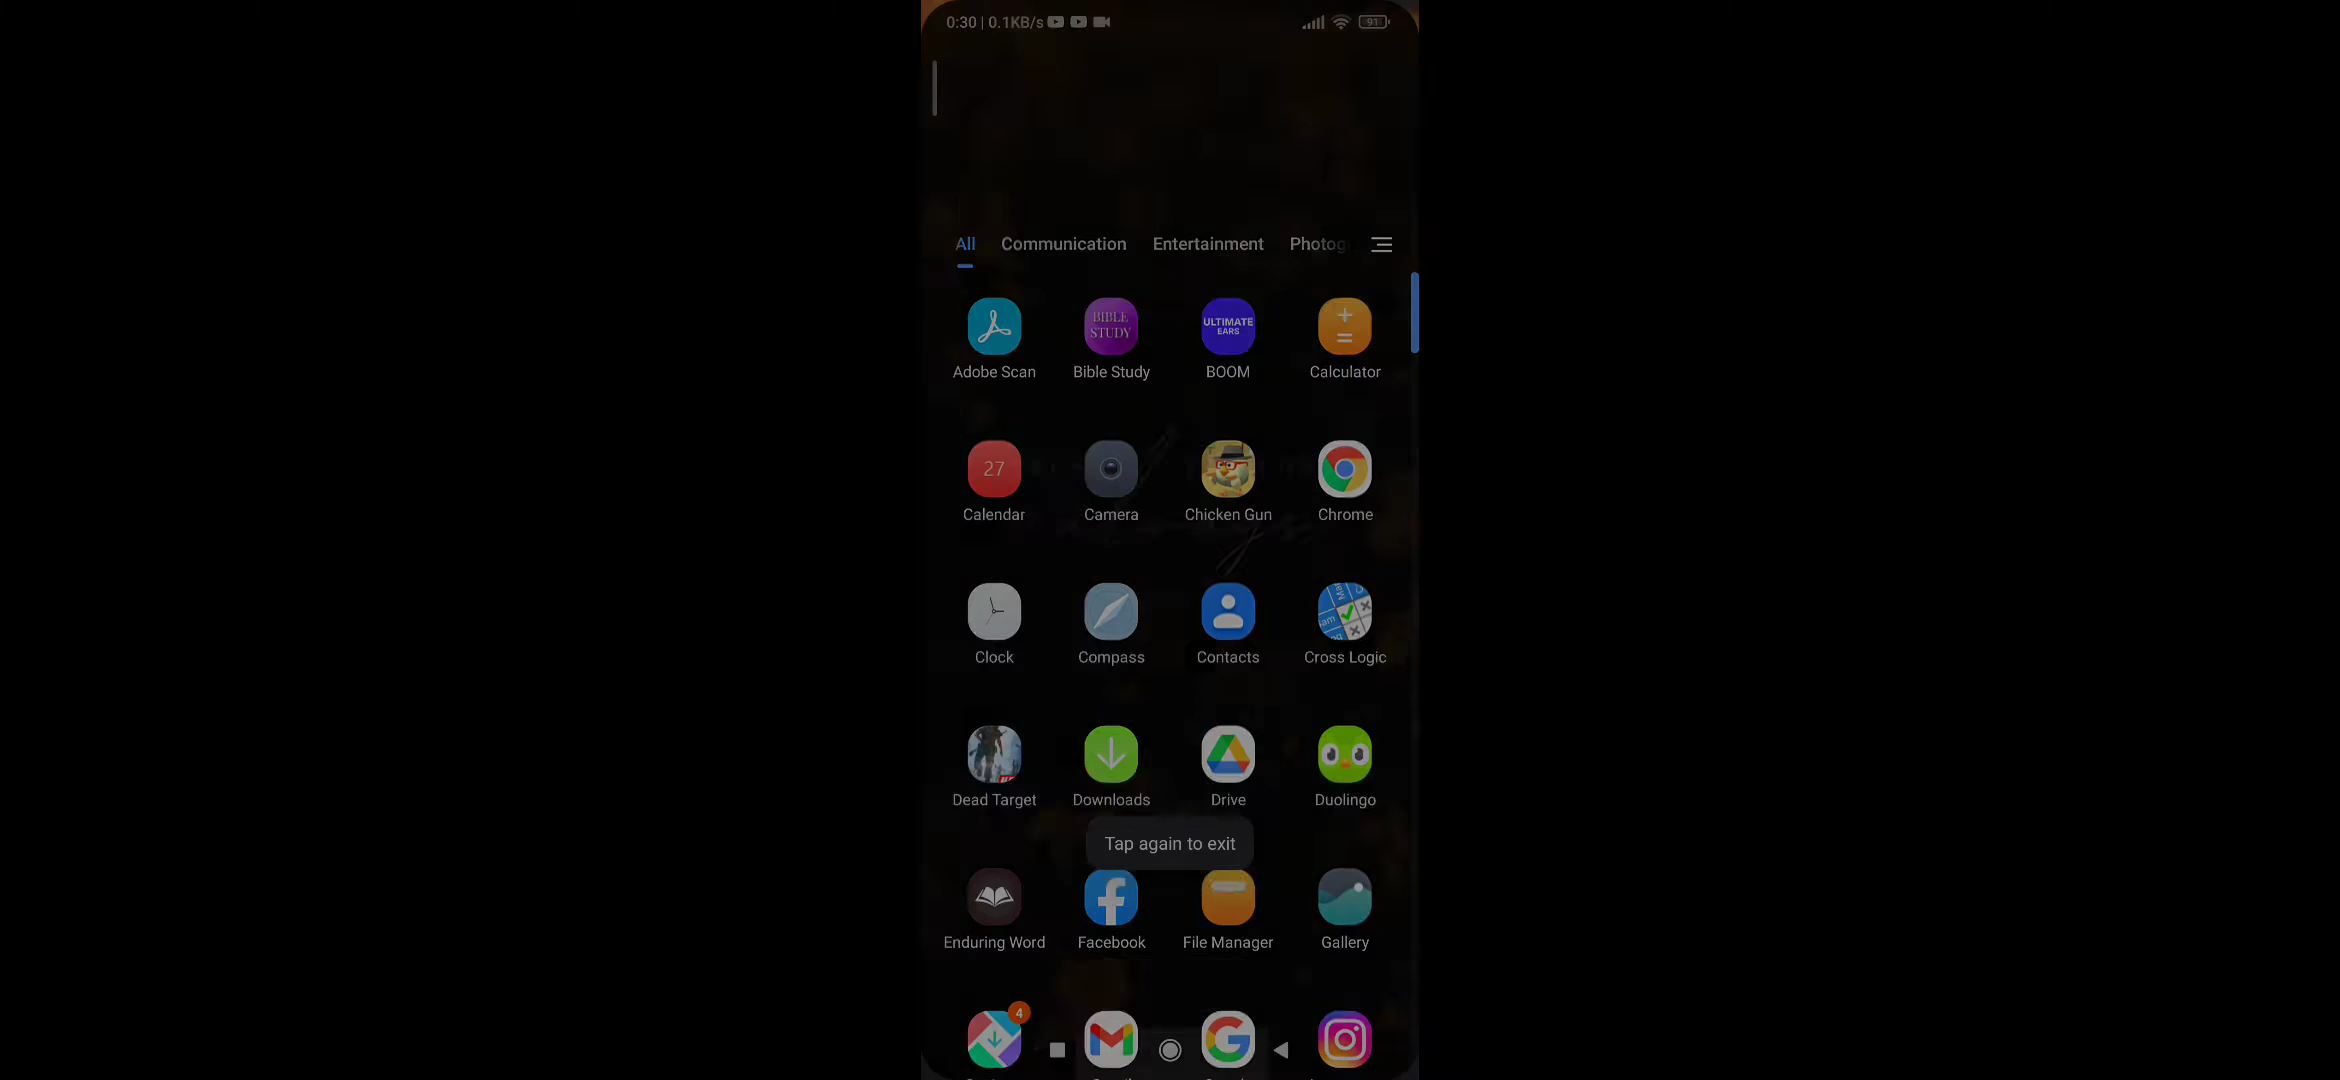 0:30 | 0.1KB/s
91
All Communication Entertainment Photog
BIBLE STUDY
ULTIMATE EARS
Adobe Scan Bible Study BOOM Calculator
27
Calendar Camera Chicken Gun Chrome
Clock Compass Contacts Cross Logic
Dead Target Downloads Drive Duolingo
Tap again to exit
Enduring Word Facebook File Manager Gallery
4